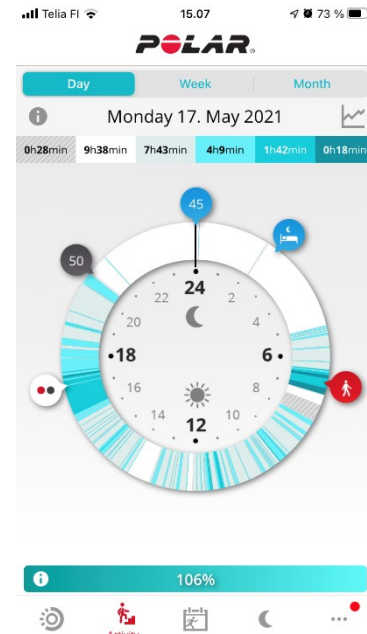 Telia FI 15.07 73 %
POLAR
Day Week Month
Monday 17. May 2021
0h28min 9h38min 7h43min 4h9min 1h42min 0h18min
45
50
24
22 2
20 4
18 6
16 8
14 10
12
106%
Activity